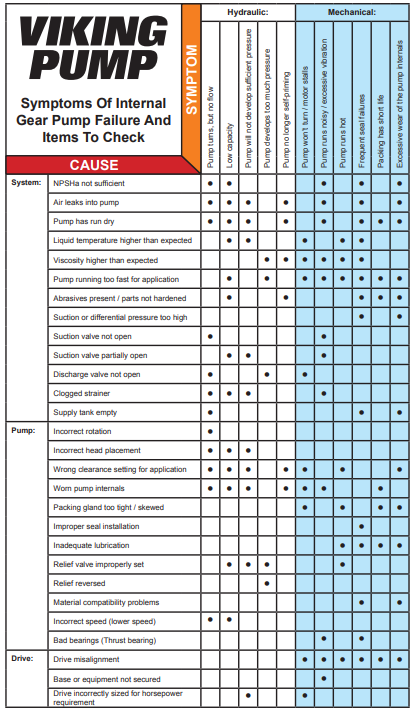 VIKING
PUMP
Symptoms Of Internal
Gear Pump Failure And
Items To Check
SYMPTOM
CAUSE
Hydraulic:
Mechanical:
Pump turns, but no flow
Low capacity
Pump will not develop sufficient pressure
Pump develops too much pressure
Pump no longer self-priming
Pump won't turn / motor stalls
Pump runs noisy / excessive vibration
Pump runs hot
Frequent seal failures
Packing has short life
Excessive wear of the pump internals
System:
NPSHa not sufficient
Air leaks into pump
Pump has run dry
Liquid temperature higher than expected
Viscosity higher than expected
Pump running too fast for application
Abrasives present / parts not hardened
Suction or differential pressure too high
Suction valve not open
Suction valve partially open
Discharge valve not open
Clogged strainer
Supply tank empty
Pump:
Incorrect rotation
Incorrect head placement
Wrong clearance setting for application
Worn pump internals
Packing gland too tight / skewed
Improper seal installation
Inadequate lubrication
Relief valve improperly set
Relief reversed
Material compatibility problems
Incorrect speed (lower speed)
Bad bearings (Thrust bearing)
Drive:
Drive misalignment
Base or equipment not secured
Drive incorrectly sized for horsepower
requirement